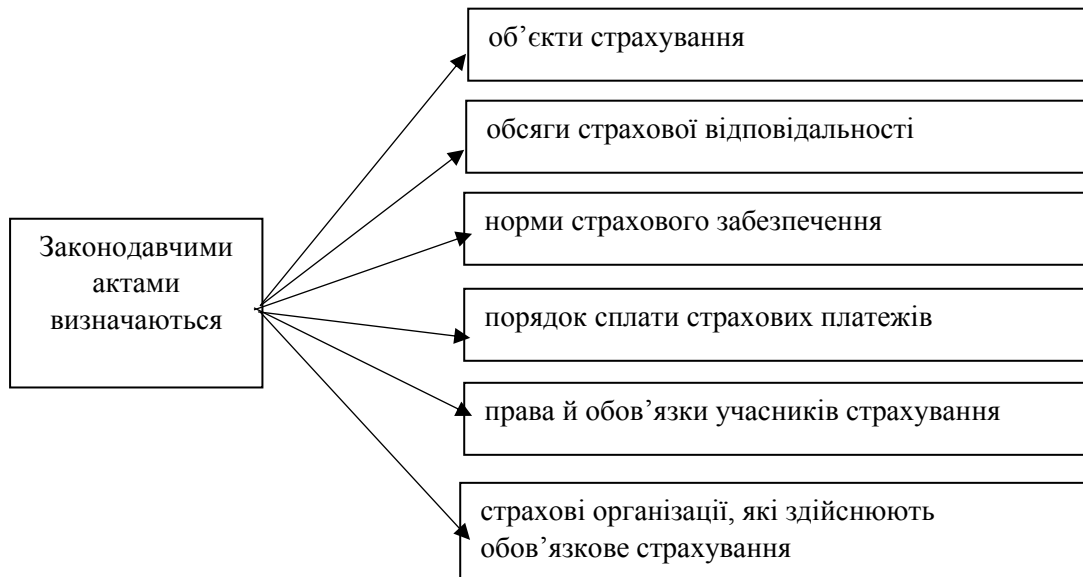 Законодавчими
актами
визначаються
об’єкти страхування
обсяги страхової відповідальності
норми страхового забезпечення
порядок сплати страхових платежів
права й обов’язки учасників страхування
страхові організації, які здійснюють
обов’язкове страхування